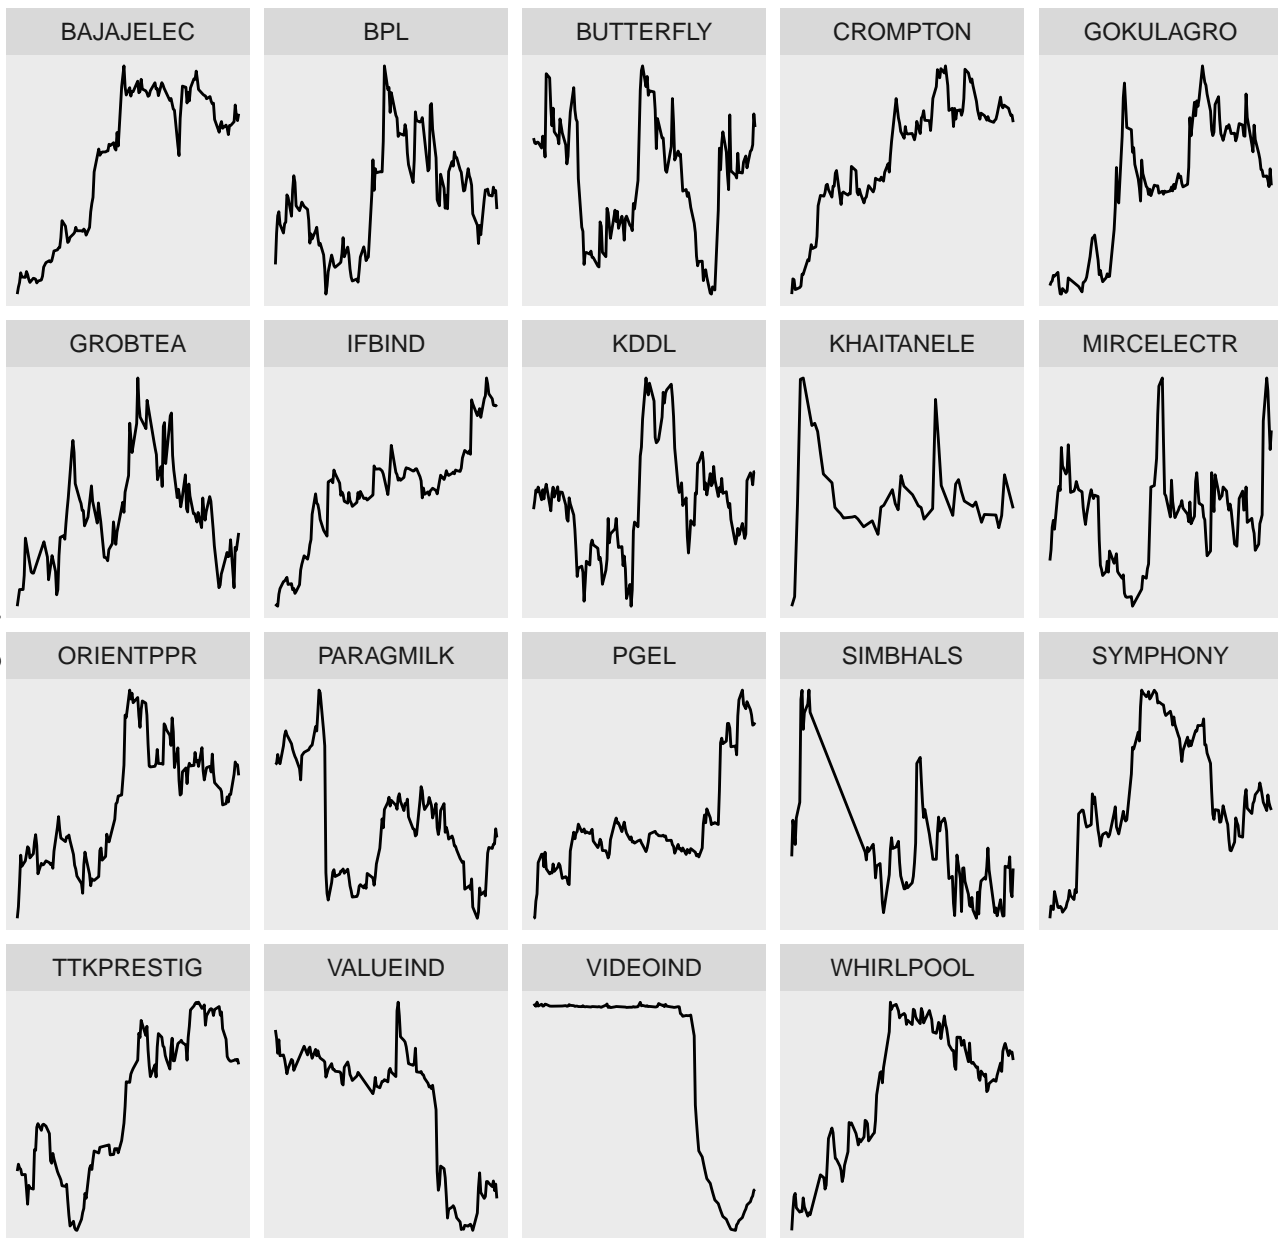 BAJAJELEC BPL BUTTERFLY CROMPTON GOKULAGRO
GROBTEA IFBIND KDDL KHAITANELE MIRCELECTR
ORIENTPPR PARAGMILK PGEL SIMBHALS SYMPHONY
TTKPRESTIG VALUEIND VIDEOIND WHIRLPOOL